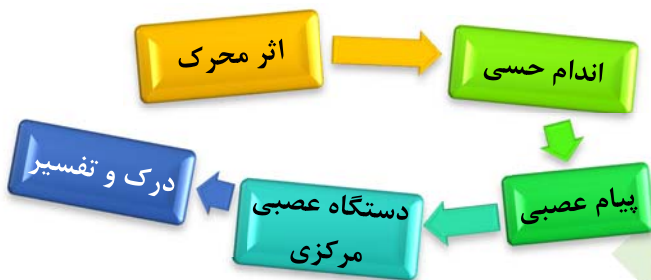 اثر محرک
اندام حسی
پیام عصبی
دستگاه عصبی
مرکزی
درک و تفسیر